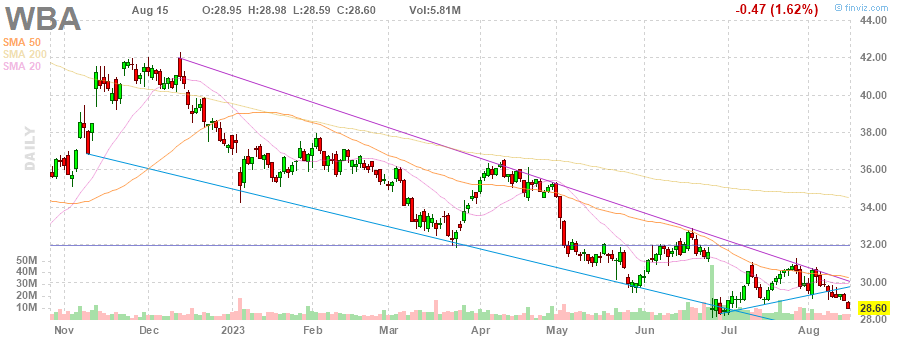 WBA Aug 15 O:28.95 H:28.98 L:28.59 C:28.60 Vol:5.81M -0.47 (1.62%) © finviz.com
SMA 50
SMA 200
SMA 20
DAILY
44.00
42.00
40.00
38.00
36.00
34.00
32.00
30.00
28.60
28.00
50M
40M
30M
20M
10M
Nov Dec 2023 Feb Mar Apr May Jun Jul Aug